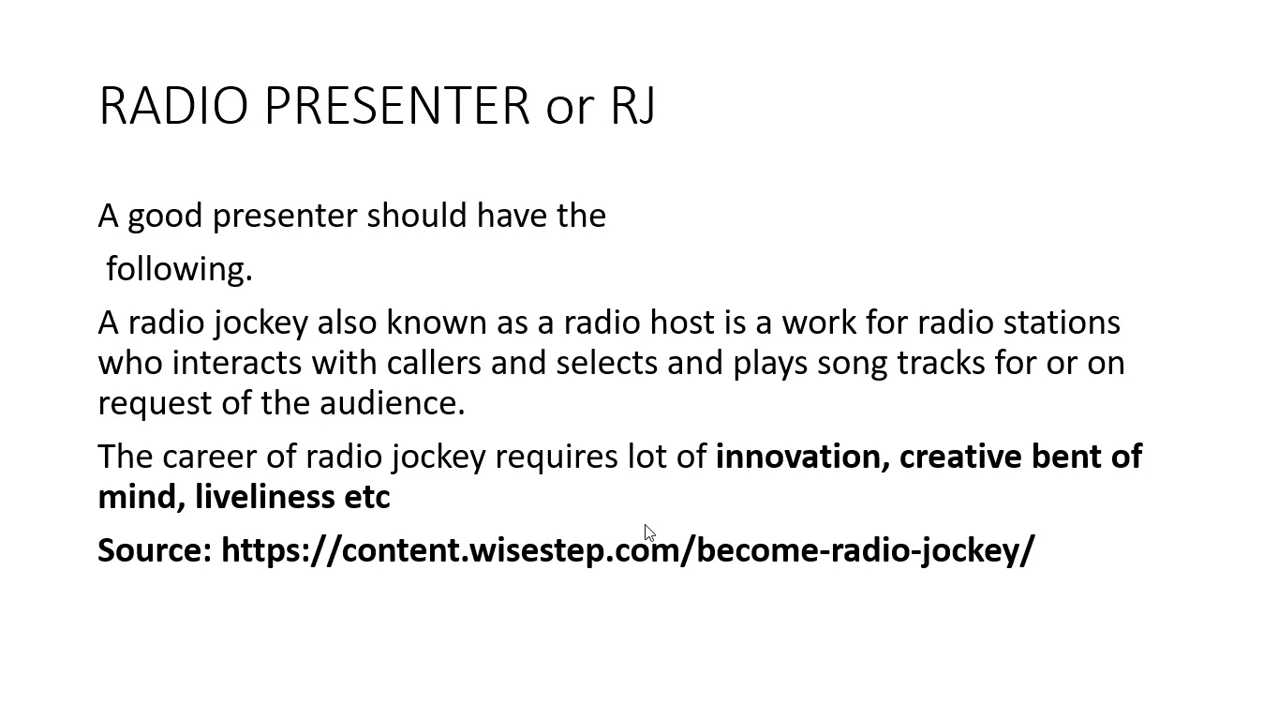 RADIO PRESENTER or RJ
A good presenter should have the
following.
A radio jockey also known as a radio host is a work for radio stations
who interacts with callers and selects and plays song tracks for or on
request of the audience.
The career of radio jockey requires lot of innovation, creative bent of
mind, liveliness etc
Source: https://content.wisestep.com/become-radio-jockey/